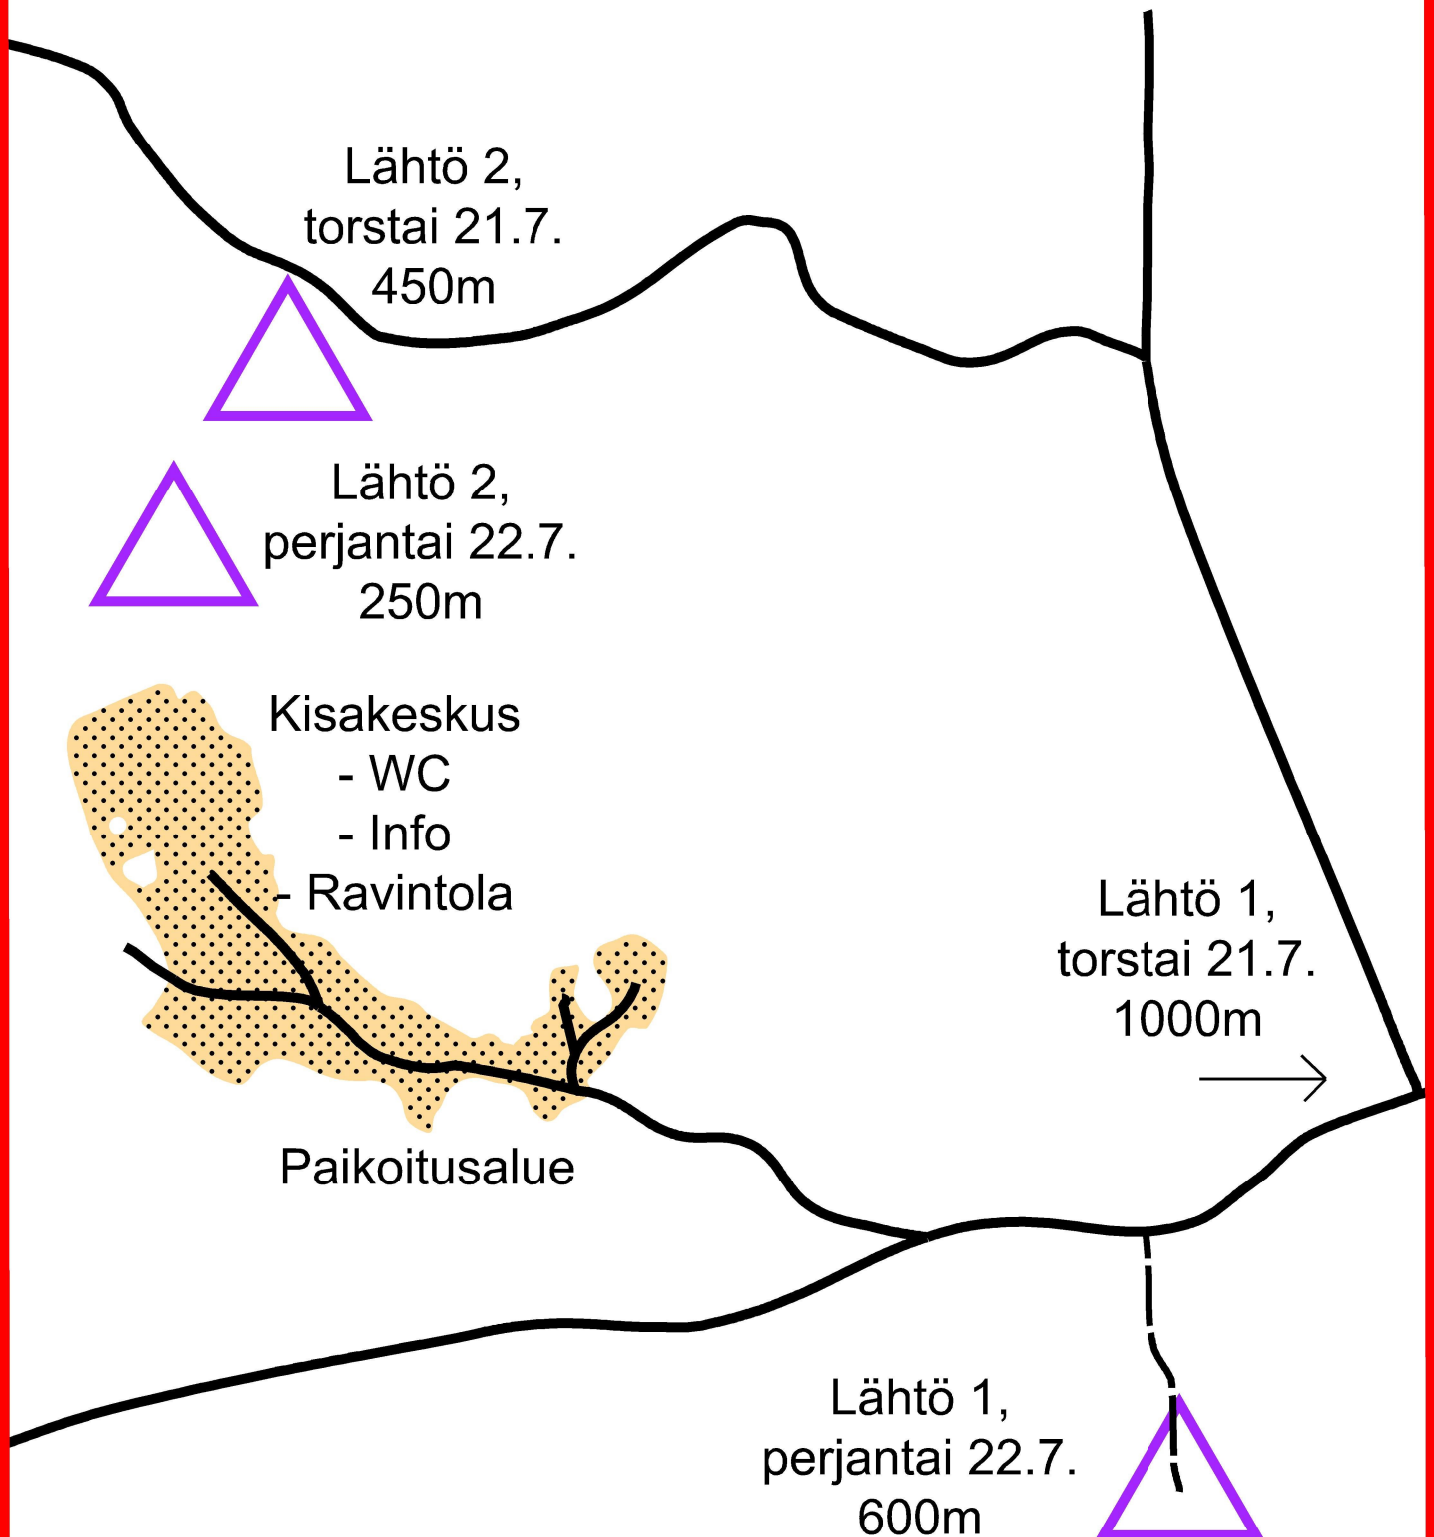 Lähtö 2,
torstai 21.7.
450m
Lähtö 2,
perjantai 22.7.
250m
Kisakeskus
- WC
- Info
- Ravintola
Lähtö 1,
torstai 21.7.
1000m
Paikoitusalue
Lähtö 1,
perjantai 22.7.
600m